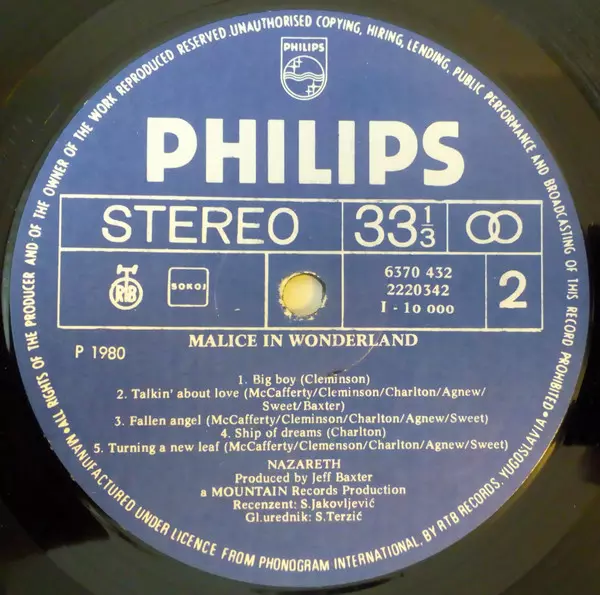 ALL RIGHTS OF THE PRODUCER AND OF THE OWNER OF THE WORK REPRODUCED RESERVED. UNAUTHORISED COPYING, HIRING, LENDING, PUBLIC PERFORMANCE AND BROADCASTING OF THIS RECORD PROHIBITED
PHILIPS
PHILIPS
STEREO 33 1/3
RTB SOKOJ
6370 432
2220342
I - 10 000
2
MALICE IN WONDERLAND
P 1980
1. Big boy (Cleminson)
2. Talkin' about love (McCafferty/Cleminson/Charlton/Agnew/
Sweet/Baxter)
3. Fallen angel (McCafferty/Cleminson/Charlton/Agnew/Sweet)
4. Ship of dreams (Charlton)
5. Turning a new leaf (McCafferty/Clemenson/Charlton/Agnew/Sweet)
NAZARETH
Produced by Jeff Baxter
a MOUNTAIN Records Production
Recenzent: S.Jakovljević
Gl.urednik: S.Terzić
MANUFACTURED UNDER LICENCE FROM PHONOGRAM INTERNATIONAL, BY RTB RECORDS, YUGOSLAVIA